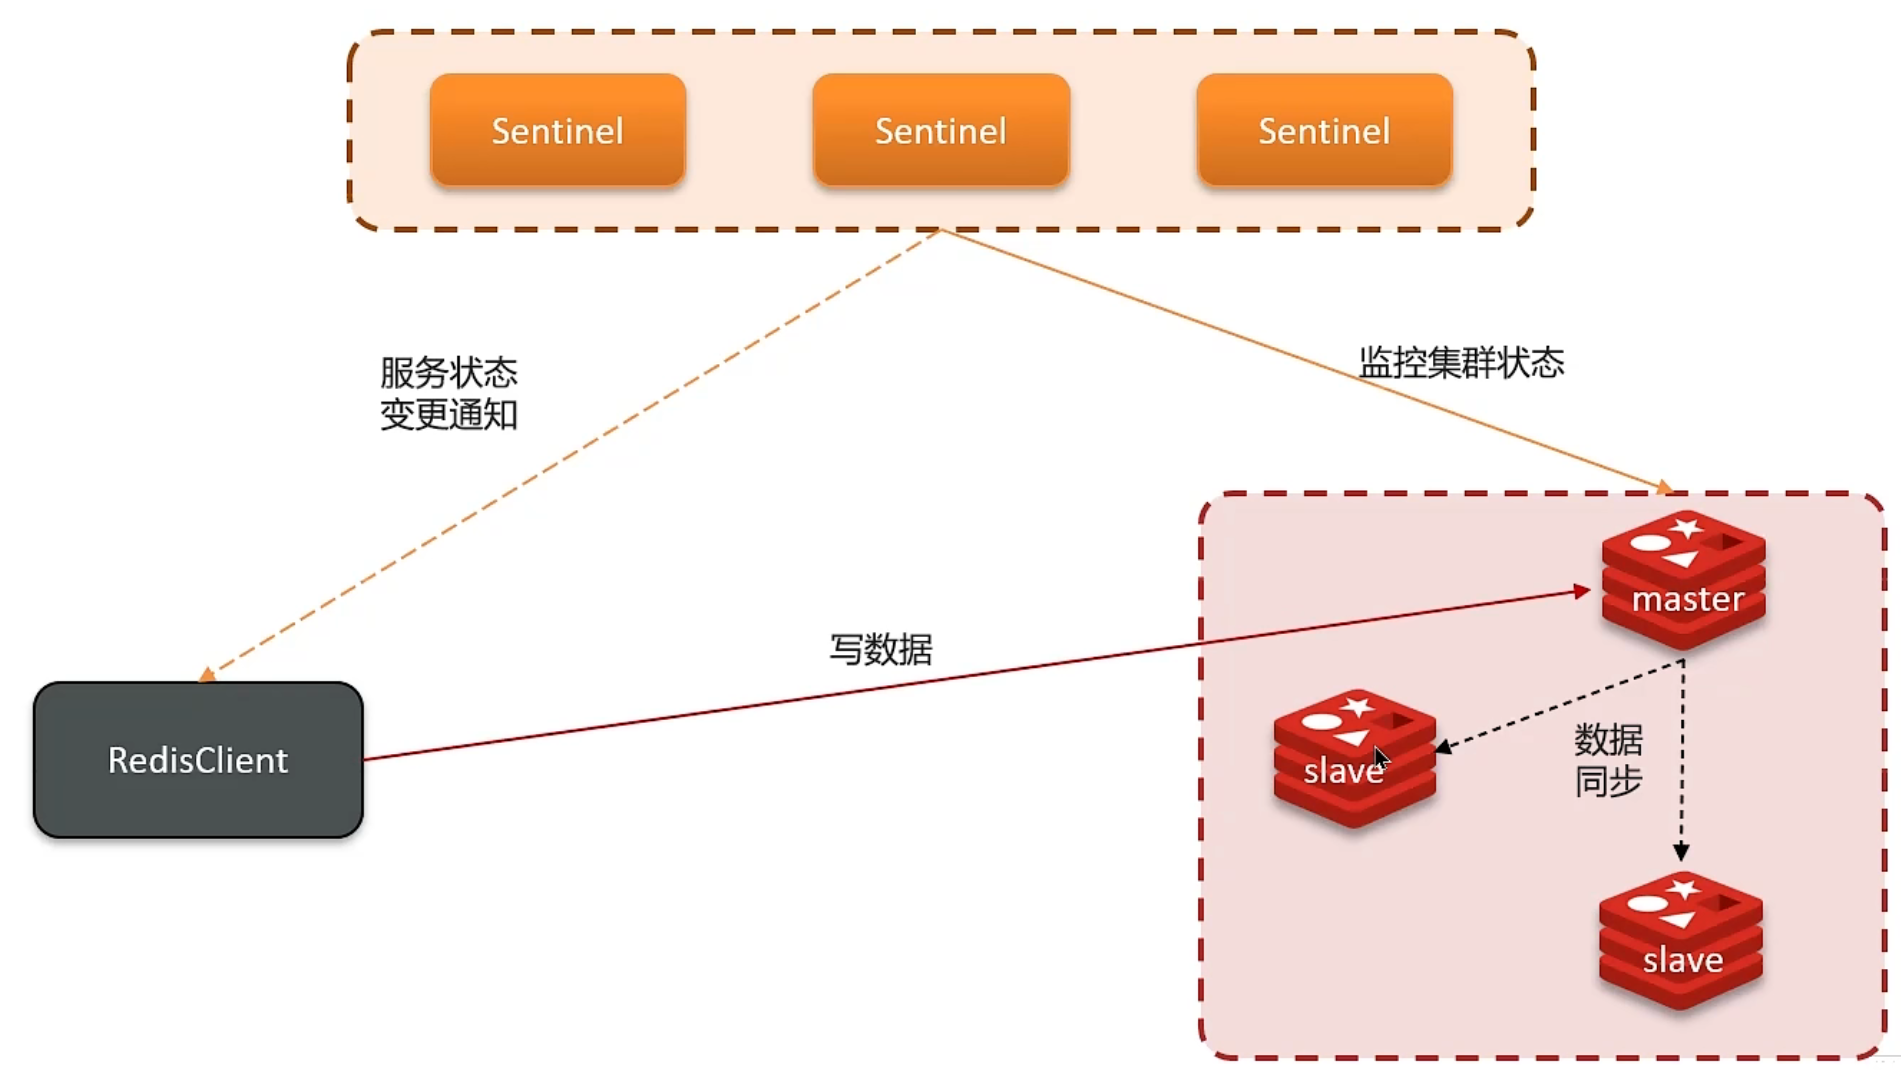 Sentinel
Sentinel
Sentinel
服务状态
变更通知
监控集群状态
写数据
master
RedisClient
slave
数据
同步
slave